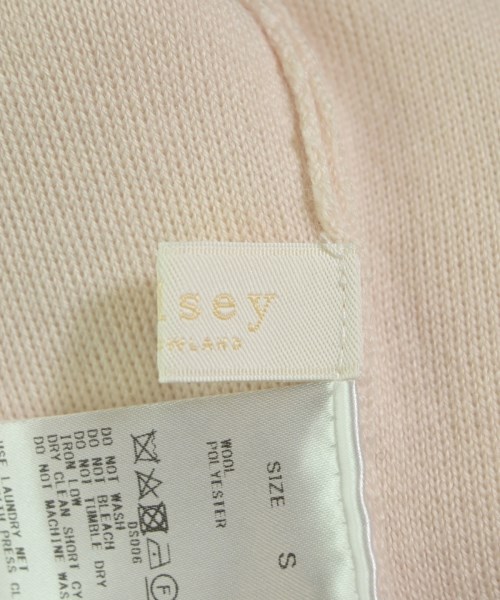 sey
SIZE S
WOOL
POLYESTER
DS006
DO NOT WASH
DO NOT BLEACH
DO NOT TUMBLE DRY
IRON LOW
DRY CLEAN SHORT CY
DO NOT MACHINE WAS
USE LAUNDRY NET
PRESS CL
F